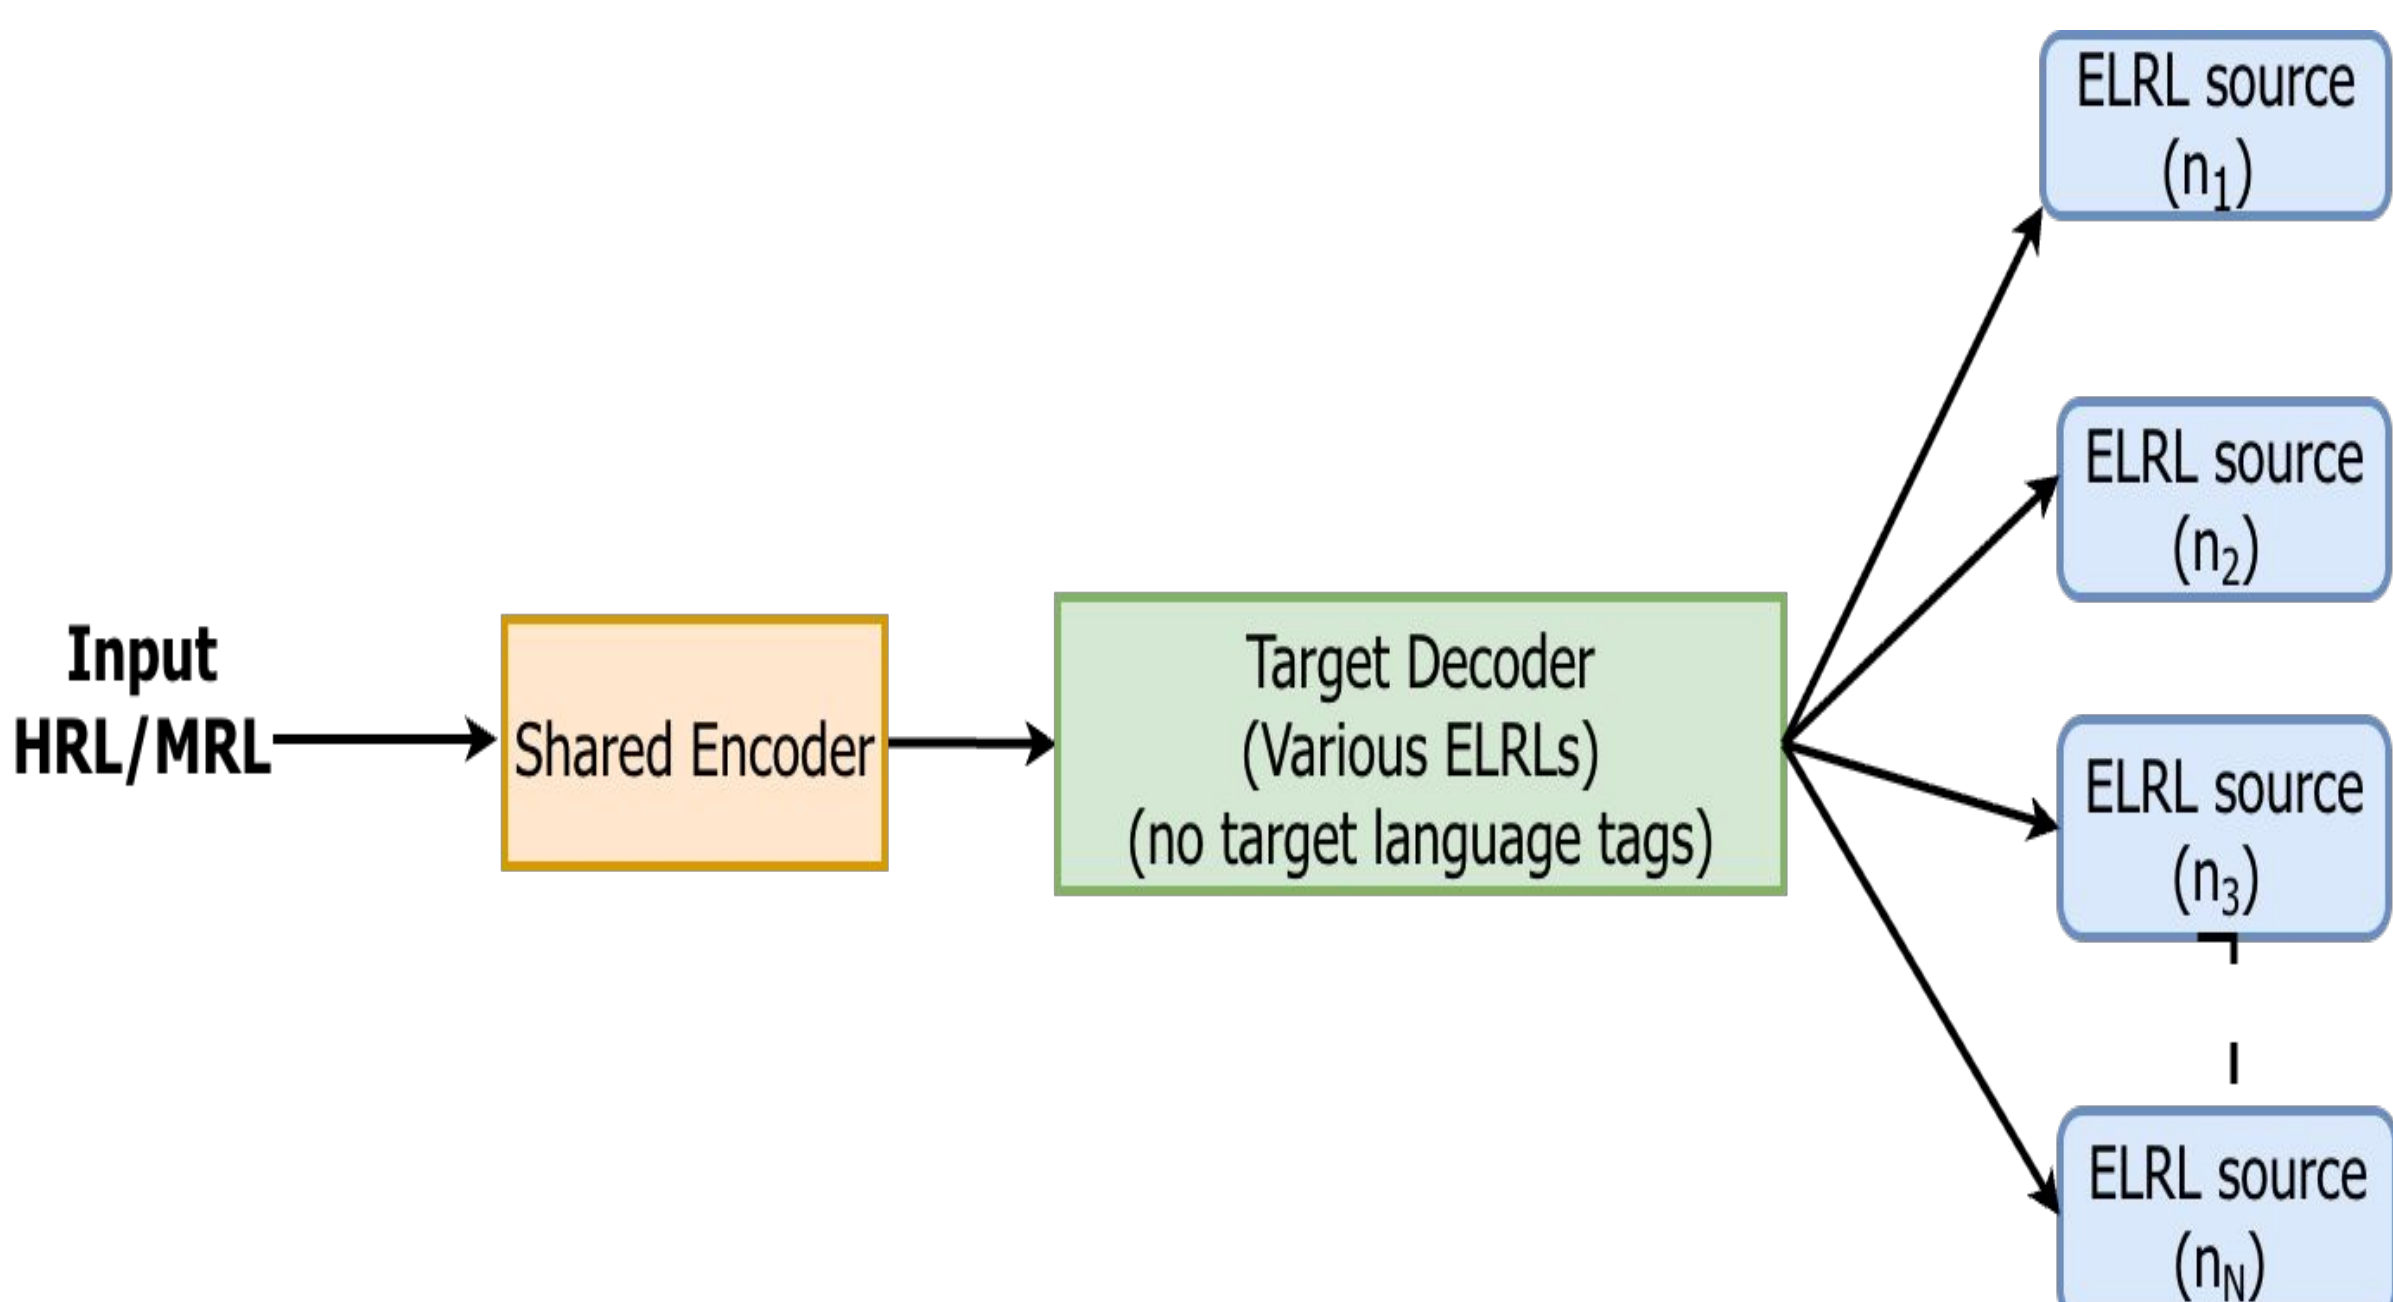 Input
HRL/MRL
Shared Encoder
Target Decoder
(Various ELRLs)
(no target language tags)
ELRL source
(n₁)
ELRL source
(n₂)
ELRL source
(n₃)
ELRL source
(n_N)